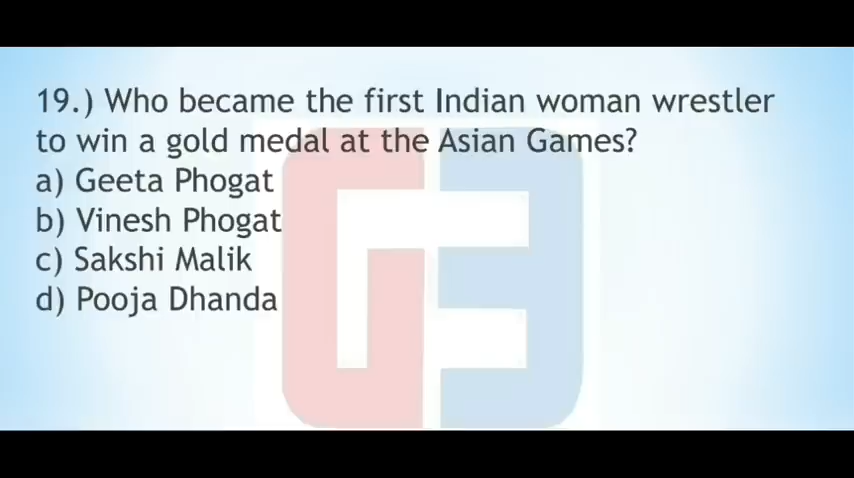 19.) Who became the first Indian woman wrestler
to win a gold medal at the Asian Games?
a) Geeta Phogat
b) Vinesh Phogat
c) Sakshi Malik
d) Pooja Dhanda